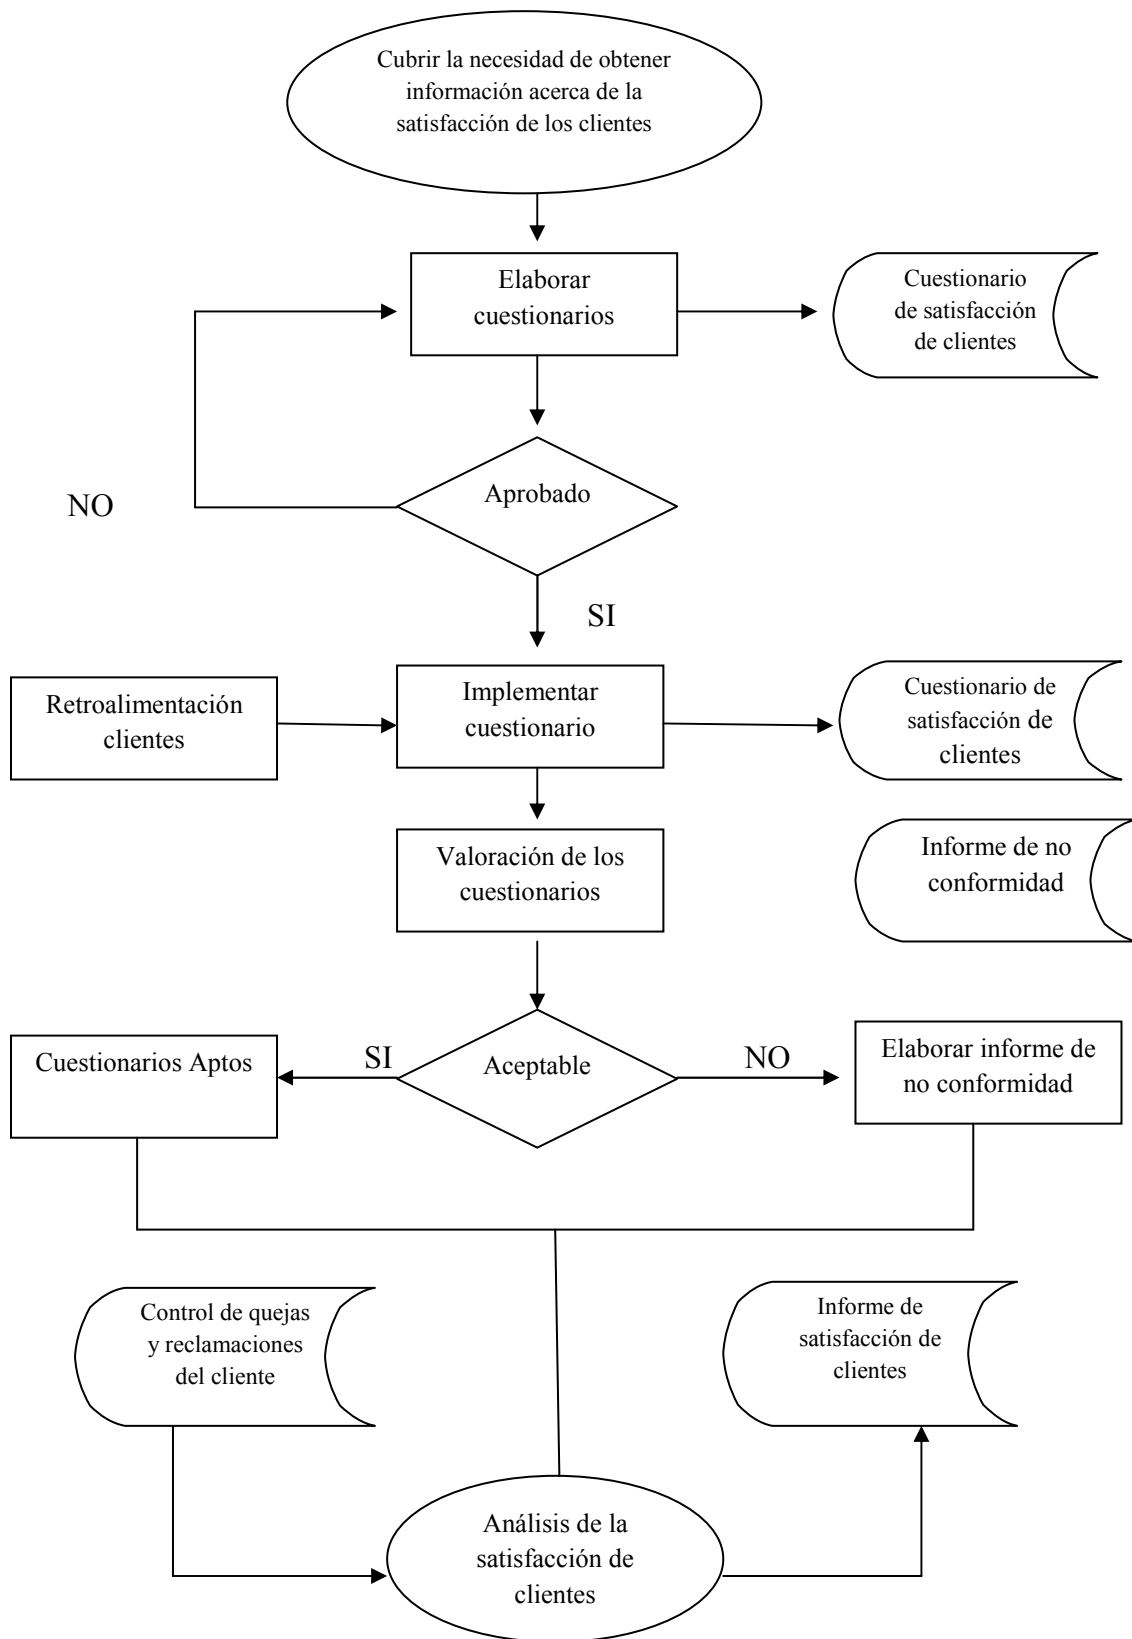 Cubrir la necesidad de obtener
información acerca de la
satisfacción de los clientes
Elaborar
cuestionarios
Cuestionario
de satisfacción
de clientes
Aprobado
NO
SI
Retroalimentación
clientes
Implementar
cuestionario
Cuestionario de
satisfacción de
clientes
Valoración de los
cuestionarios
Informe de no
conformidad
Cuestionarios Aptos
SI
Aceptable
NO
Elaborar informe de
no conformidad
Control de quejas
y reclamaciones
del cliente
Informe de
satisfacción de
clientes
Análisis de la
satisfacción de
clientes